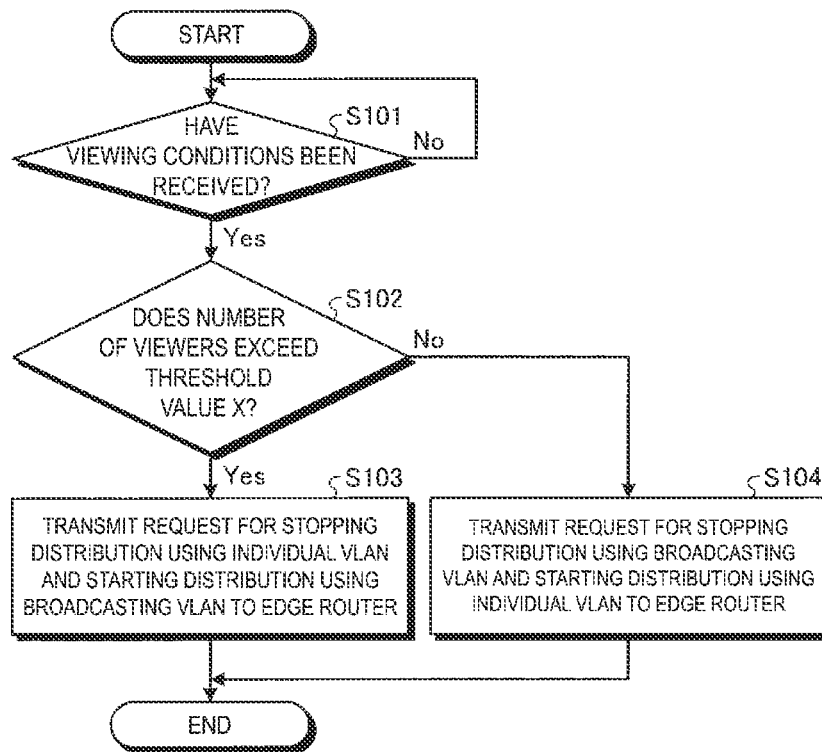 START
S101
HAVE
VIEWING CONDITIONS BEEN
RECEIVED?
No
Yes
S102
DOES NUMBER
OF VIEWERS EXCEED
THRESHOLD
VALUE X?
No
Yes
S103
TRANSMIT REQUEST FOR STOPPING
DISTRIBUTION USING INDIVIDUAL VLAN
AND STARTING DISTRIBUTION USING
BROADCASTING VLAN TO EDGE ROUTER
S104
TRANSMIT REQUEST FOR STOPPING
DISTRIBUTION USING BROADCASTING
VLAN AND STARTING DISTRIBUTION USING
INDIVIDUAL VLAN TO EDGE ROUTER
END